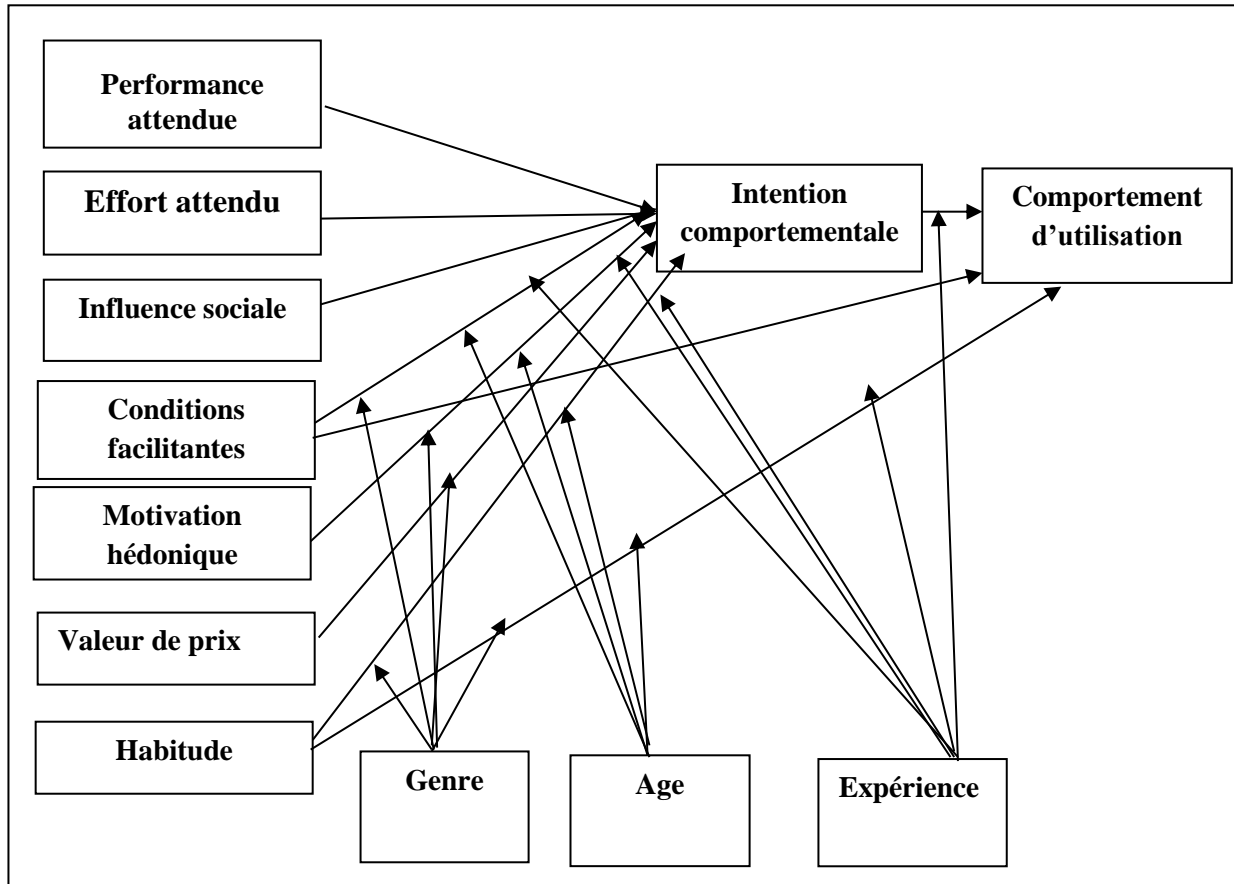 Performance
attendue
Effort attendu
Influence sociale
Conditions
facilitantes
Motivation
hédonique
Valeur de prix
Habitude
Intention
comportementale
Comportement
d'utilisation
Genre
Age
Expérience